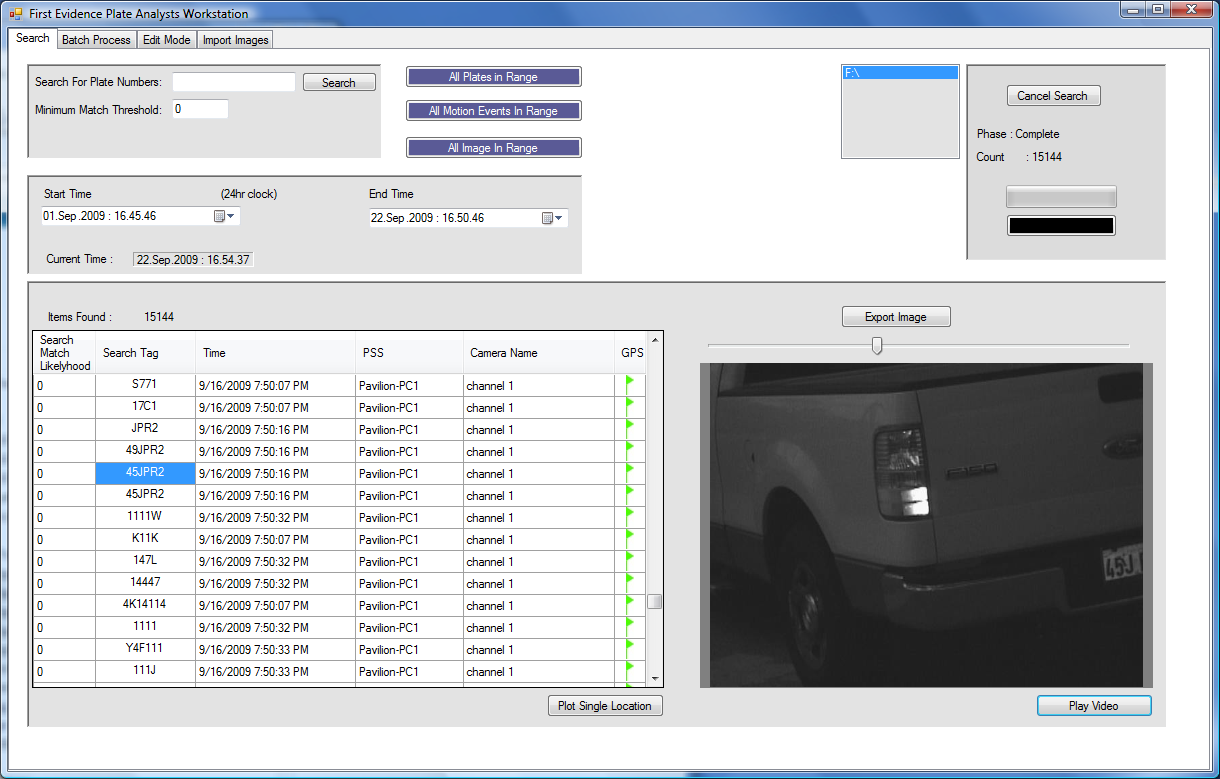 First Evidence Plate Analysts Workstation
Search Batch Process Edit Mode Import Images
Search For Plate Numbers: Search
Minimum Match Threshold: 0
All Plates in Range
All Motion Events In Range
All Image In Range
F:\
Cancel Search
Phase : Complete
Count : 15144
Start Time (24hr clock) End Time
01.Sep.2009 : 16.45.46 22.Sep.2009 : 16.50.46
Current Time : 22.Sep.2009 : 16.54.37
Items Found : 15144
Export Image
Search Match Likelyhood Search Tag Time PSS Camera Name GPS
0 S771 9/16/2009 7:50:07 PM Pavilion-PC1 channel 1
0 17C1 9/16/2009 7:50:07 PM Pavilion-PC1 channel 1
0 JPR2 9/16/2009 7:50:16 PM Pavilion-PC1 channel 1
0 49JPR2 9/16/2009 7:50:16 PM Pavilion-PC1 channel 1
0 45JPR2 9/16/2009 7:50:16 PM Pavilion-PC1 channel 1
0 45JPR2 9/16/2009 7:50:16 PM Pavilion-PC1 channel 1
0 1111W 9/16/2009 7:50:32 PM Pavilion-PC1 channel 1
0 K11K 9/16/2009 7:50:07 PM Pavilion-PC1 channel 1
0 147L 9/16/2009 7:50:32 PM Pavilion-PC1 channel 1
0 14447 9/16/2009 7:50:32 PM Pavilion-PC1 channel 1
0 4K14114 9/16/2009 7:50:07 PM Pavilion-PC1 channel 1
0 1111 9/16/2009 7:50:32 PM Pavilion-PC1 channel 1
0 Y4F111 9/16/2009 7:50:33 PM Pavilion-PC1 channel 1
0 111J 9/16/2009 7:50:33 PM Pavilion-PC1 channel 1
45J
Plot Single Location
Play Video